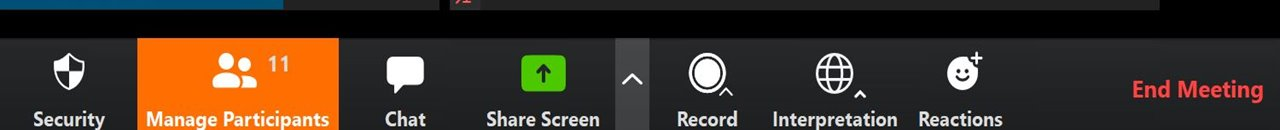 11
Security
Manage Participants
Chat
Share Screen
Record
Interpretation
Reactions
End Meeting